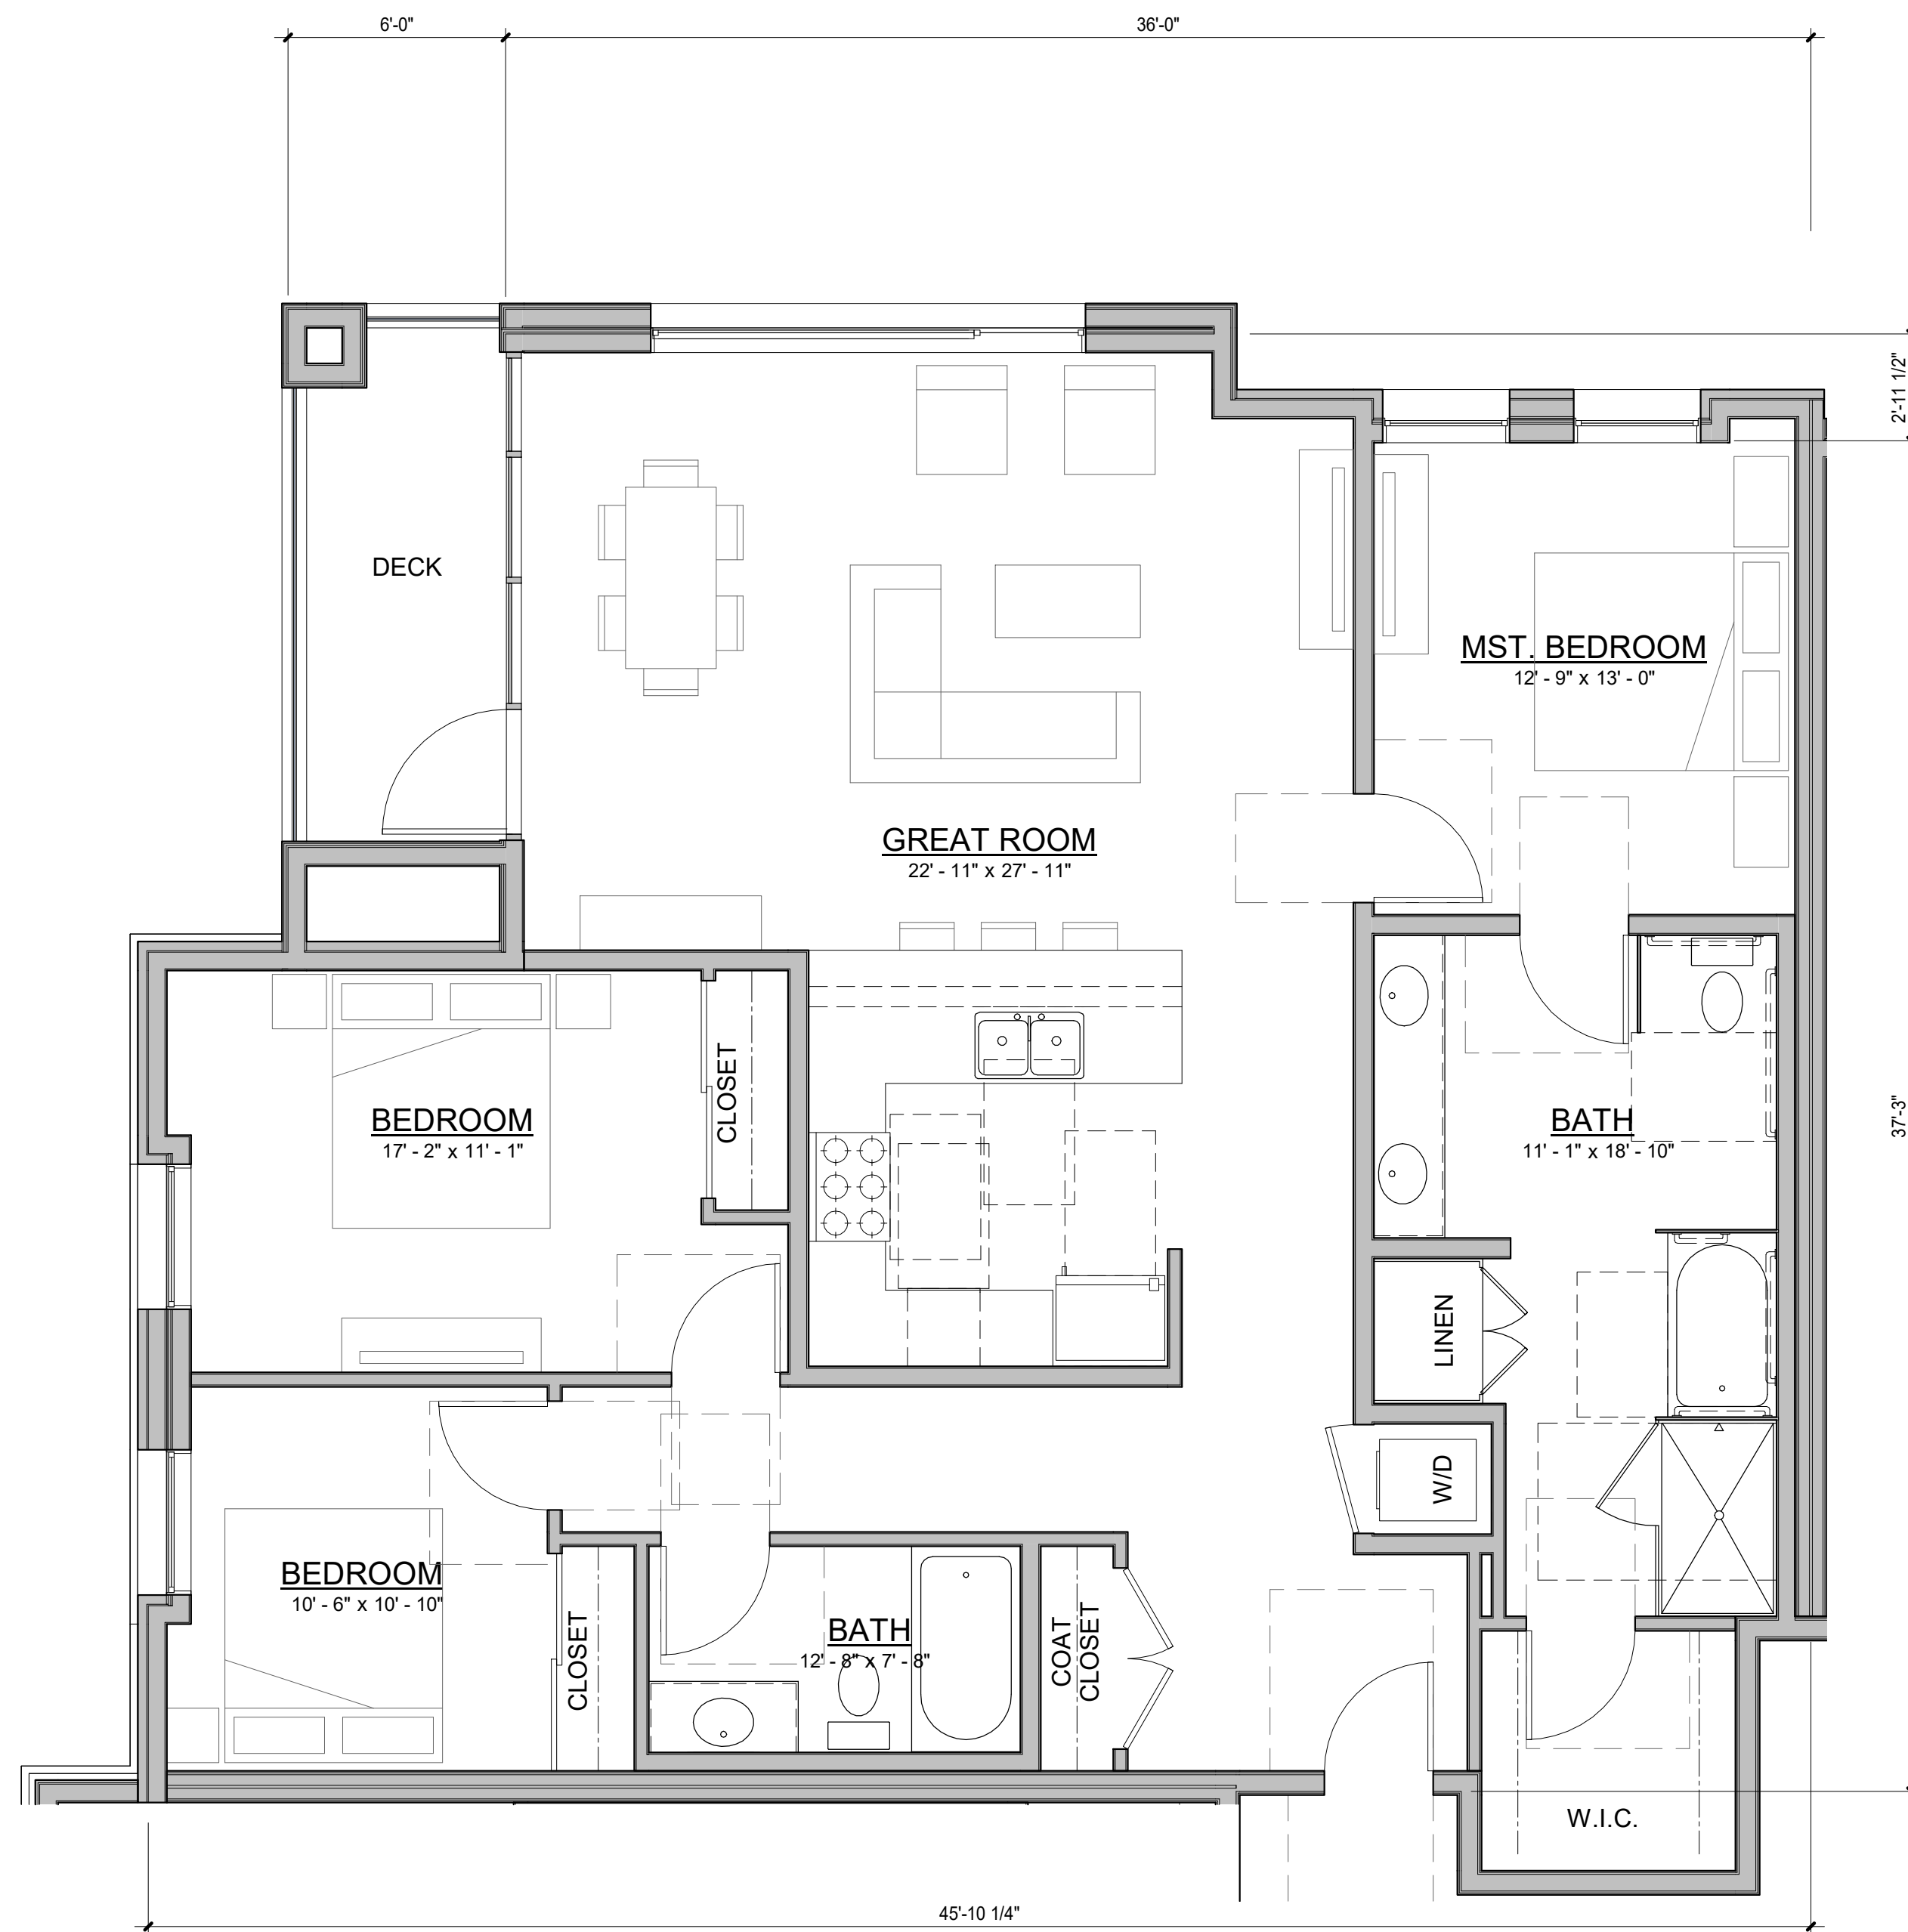 6'-0"
36'-0"
2'-11 1/2"
DECK
MST. BEDROOM
12' - 9" x 13' - 0"
GREAT ROOM
22' - 11" x 27' - 11"
CLOSET
BEDROOM
17' - 2" x 11' - 1"
BATH
11' - 1" x 18' - 10"
37'-3"
LINEN
W/D
BEDROOM
10' - 6" x 10' - 10"
CLOSET
BATH
12' - 8" x 7' - 8"
COAT
CLOSET
W.I.C.
45'-10 1/4"